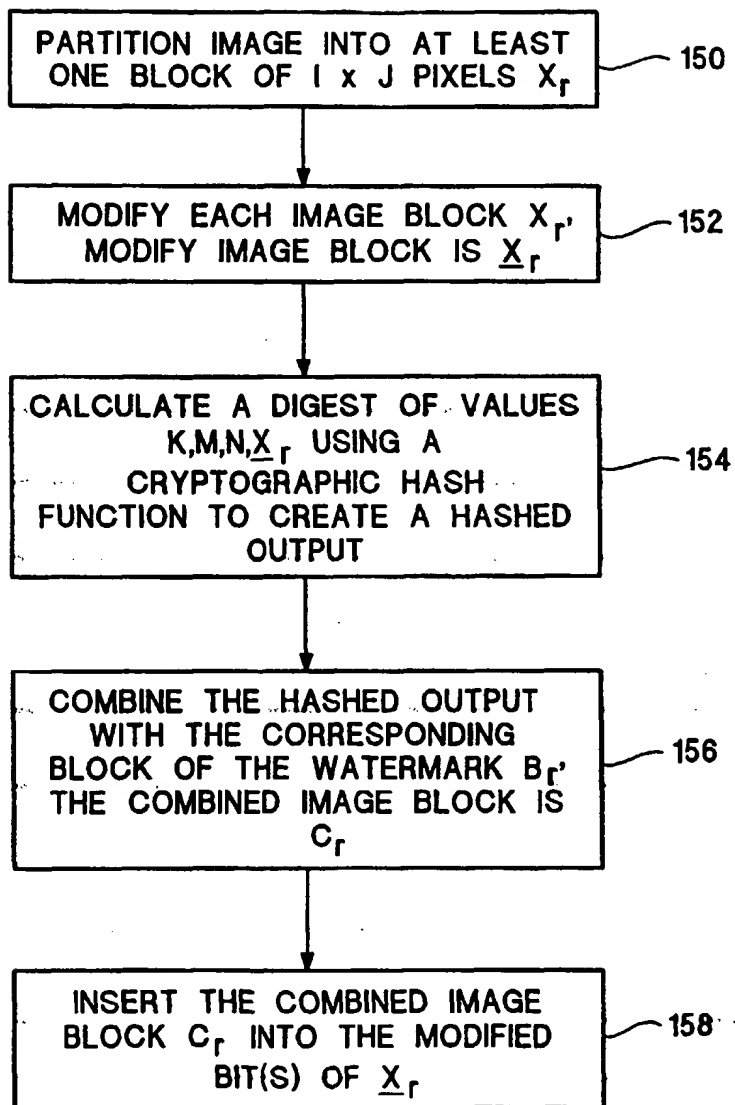 PARTITION IMAGE INTO AT LEAST
ONE BLOCK OF I x J PIXELS Xr
150
MODIFY EACH IMAGE BLOCK Xr,
MODIFY IMAGE BLOCK IS Xr
152
CALCULATE A DIGEST OF VALUES
K,M,N,Xr USING A
CRYPTOGRAPHIC HASH
FUNCTION TO CREATE A HASHED
OUTPUT
154
COMBINE THE HASHED OUTPUT
WITH THE CORRESPONDING
BLOCK OF THE WATERMARK Br,
THE COMBINED IMAGE BLOCK IS
Cr
156
INSERT THE COMBINED IMAGE
BLOCK Cr INTO THE MODIFIED
BIT(S) OF Xr
158